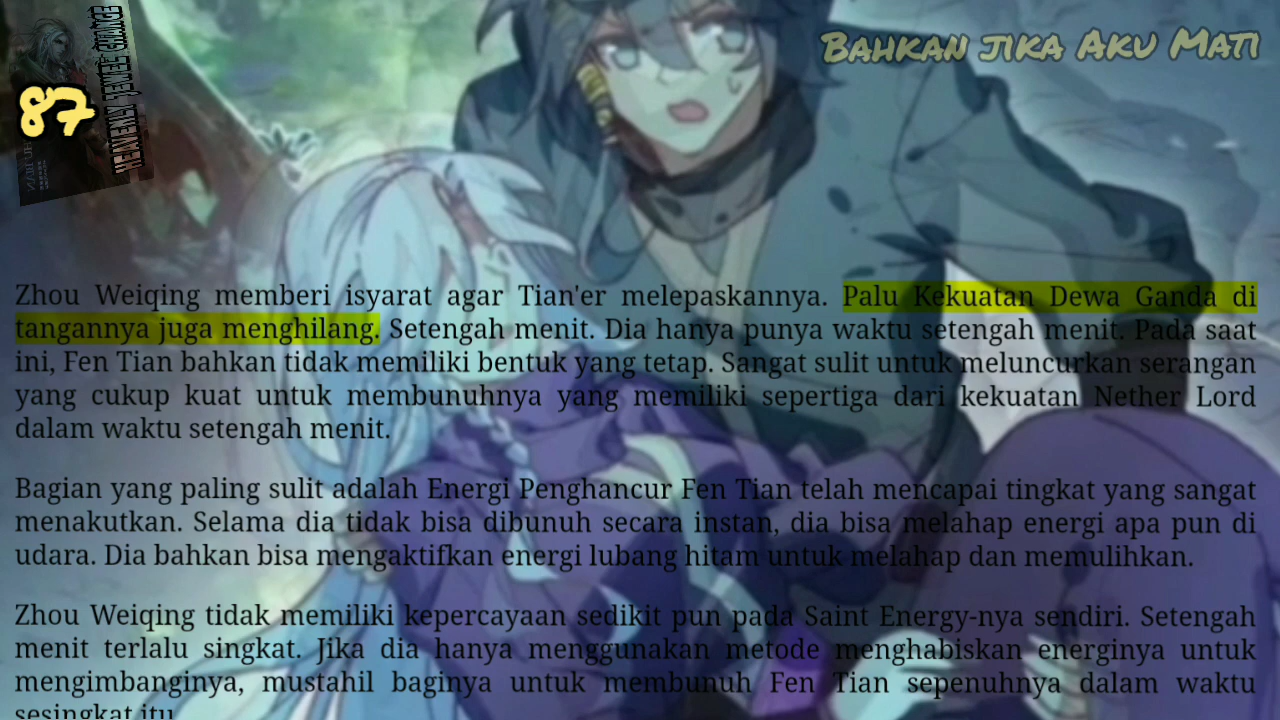 HEAVENLY JEWEL CHANGE
87
Bahkan jika Aku Mati
Zhou Weiqing memberi isyarat agar Tian'er melepaskannya. Palu Kekuatan Dewa Ganda di
tangannya juga menghilang. Setengah menit. Dia hanya punya waktu setengah menit. Pada saat
ini, Fen Tian bahkan tidak memiliki bentuk yang tetap. Sangat sulit untuk meluncurkan serangan
yang cukup kuat untuk membunuhnya yang memiliki sepertiga dari kekuatan Nether Lord
dalam waktu setengah menit.
Bagian yang paling sulit adalah Energi Penghancur Fen Tian telah mencapai tingkat yang sangat
menakutkan. Selama dia tidak bisa dibunuh secara instan, dia bisa melahap energi apa pun di
udara. Dia bahkan bisa mengaktifkan energi lubang hitam untuk melahap dan memulihkan.
Zhou Weiqing tidak memiliki kepercayaan sedikit pun pada Saint Energy-nya sendiri. Setengah
menit terlalu singkat. Jika dia hanya menggunakan metode menghabiskan energinya untuk
mengimbanginya, mustahil baginya untuk membunuh Fen Tian sepenuhnya dalam waktu
sesingkat itu